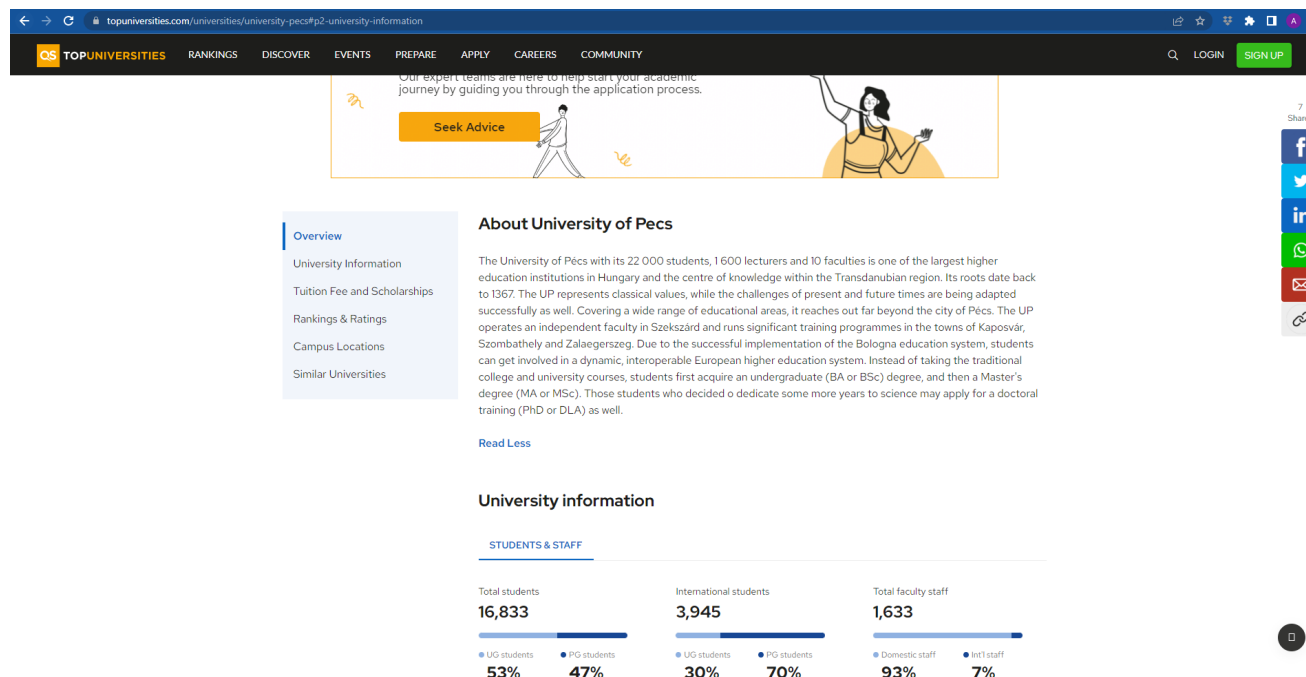 topuniversities.com/universities/university-pecs#p2-university-information
A
QS TOPUNIVERSITIES RANKINGS DISCOVER EVENTS PREPARE APPLY CAREERS COMMUNITY LOGIN SIGN UP
Our expert teams are here to help start your academic
journey by guiding you through the application process.
Seek Advice
7
Share
Overview
University Information
Tuition Fee and Scholarships
Rankings & Ratings
Campus Locations
Similar Universities
About University of Pecs
The University of Pécs with its 22 000 students, 1 600 lecturers and 10 faculties is one of the largest higher
education institutions in Hungary and the centre of knowledge within the Transdanubian region. Its roots date back
to 1367. The UP represents classical values, while the challenges of present and future times are being adapted
successfully as well. Covering a wide range of educational areas, it reaches out far beyond the city of Pécs. The UP
operates an independent faculty in Szekszárd and runs significant training programmes in the towns of Kaposvár,
Szombathely and Zalaegerszeg. Due to the successful implementation of the Bologna education system, students
can get involved in a dynamic, interoperable European higher education system. Instead of taking the traditional
college and university courses, students first acquire an undergraduate (BA or BSc) degree, and then a Master's
degree (MA or MSc). Those students who decided o dedicate some more years to science may apply for a doctoral
training (PhD or DLA) as well.
Read Less
University information
STUDENTS & STAFF
Total students
16,833
UG students PG students
53% 47%
International students
3,945
UG students PG students
30% 70%
Total faculty staff
1,633
Domestic staff Int'l staff
93% 7%